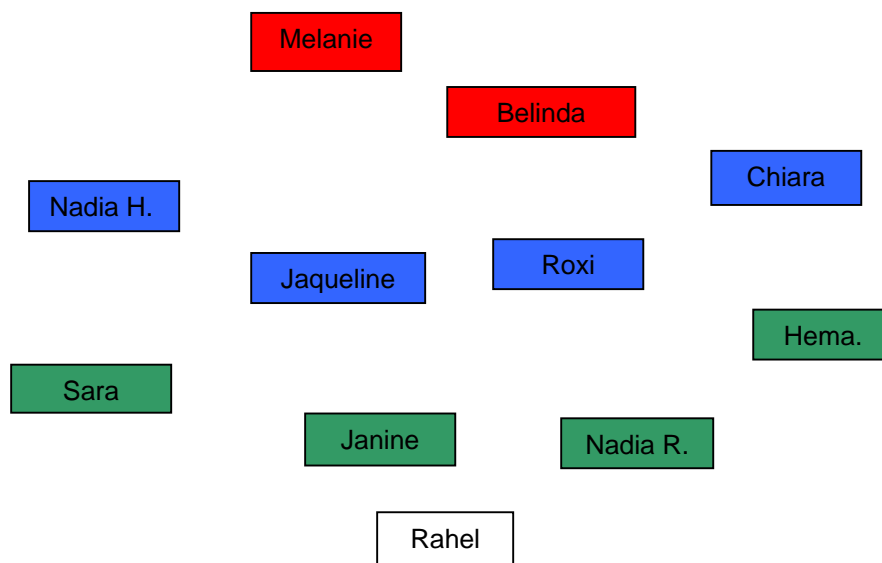 Melanie
Belinda
Chiara
Nadia H.
Roxi
Jaqueline
Hema.
Sara
Janine
Nadia R.
Rahel